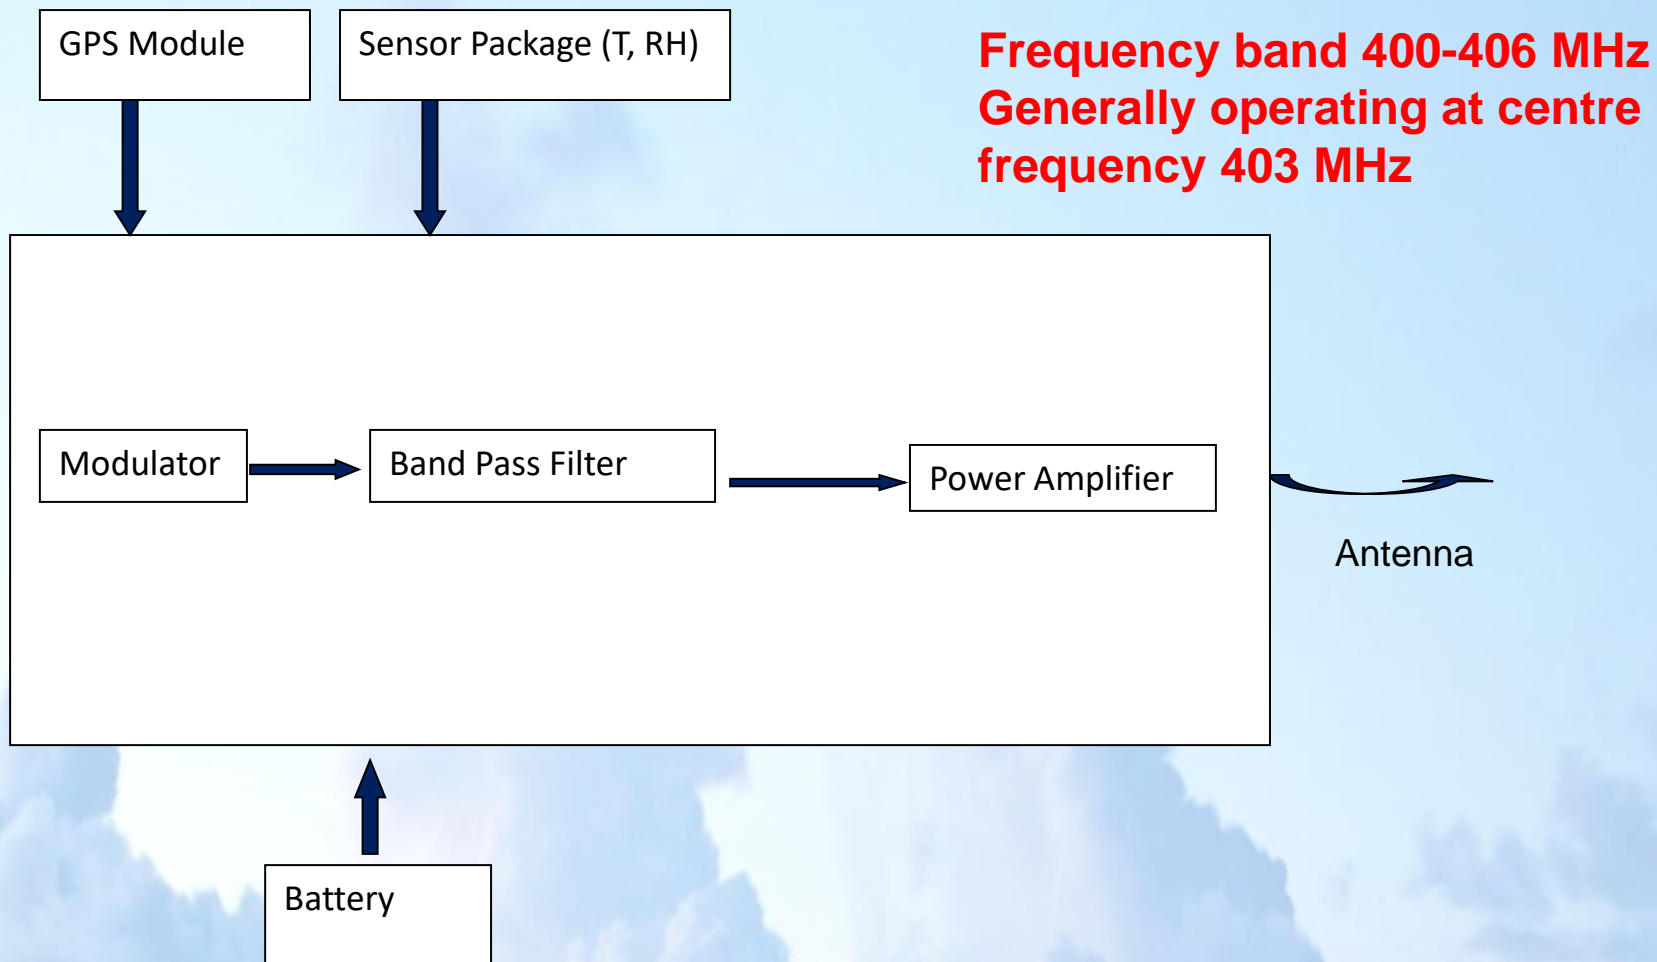 GPS Module
Sensor Package (T, RH)
Frequency band 400-406 MHz
Generally operating at centre
frequency 403 MHz
Modulator
Band Pass Filter
Power Amplifier
Antenna
Battery